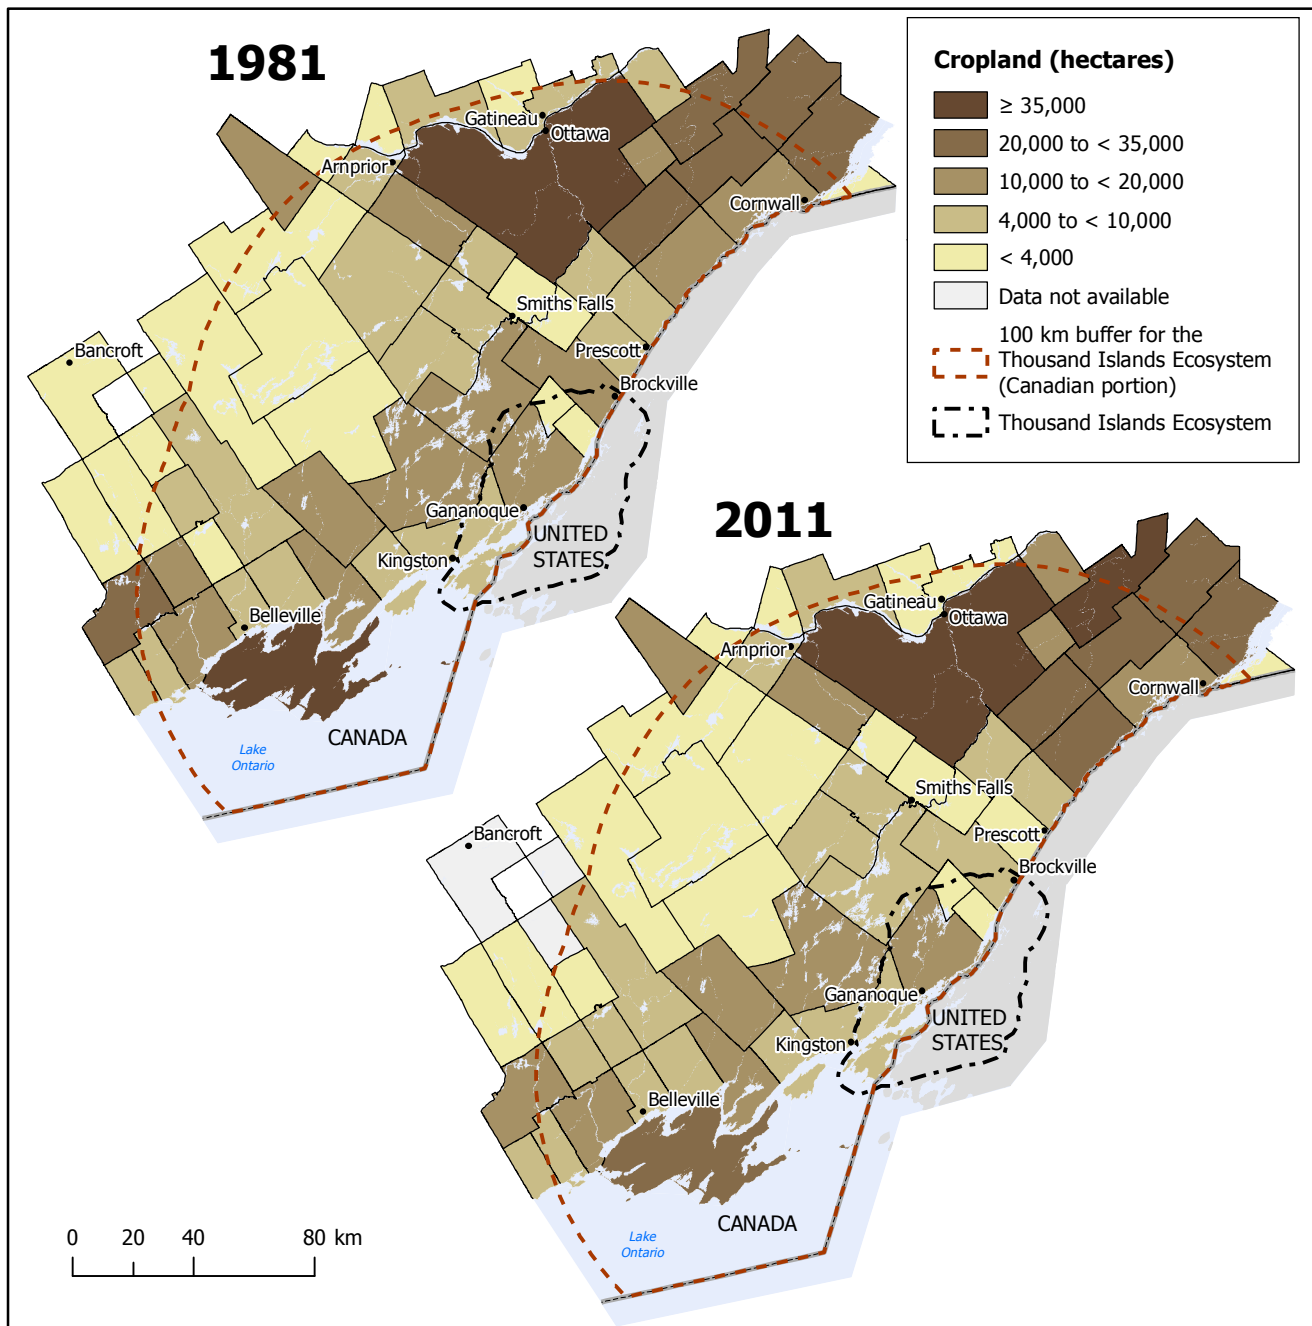 1981
Gatineau
Ottawa
Arnprior
Cornwall
Smiths Falls
Bancroft
Prescott
Brockville
Gananoque
UNITED
STATES
Kingston
Belleville
CANADA
Lake
Ontario
Cropland (hectares)
≥ 35,000
20,000 to < 35,000
10,000 to < 20,000
4,000 to < 10,000
< 4,000
Data not available
100 km buffer for the
Thousand Islands Ecosystem
(Canadian portion)
Thousand Islands Ecosystem
2011
Gatineau
Ottawa
Arnprior
Cornwall
Smiths Falls
Bancroft
Prescott
Brockville
Gananoque
UNITED
STATES
Kingston
Belleville
CANADA
Lake
Ontario
0 20 40 80 km